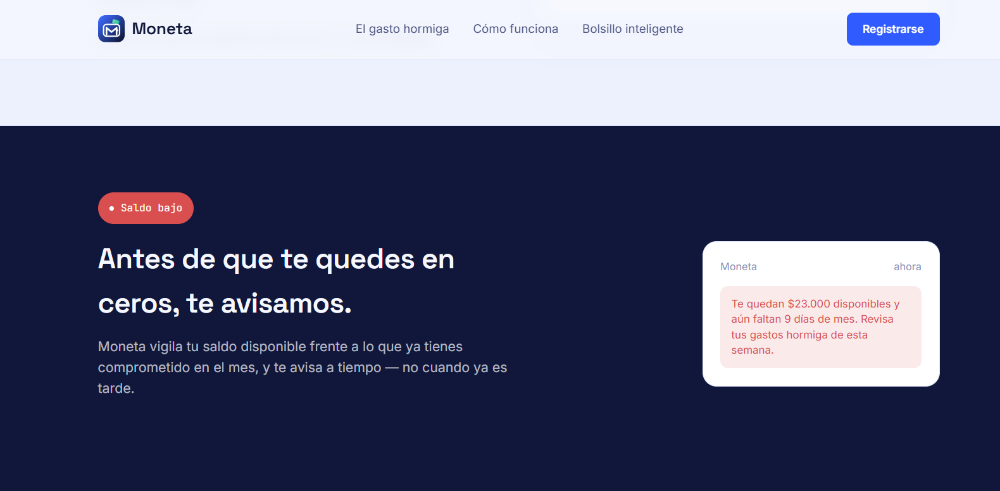 Moneta
El gasto hormiga
Cómo funciona
Bolsillo inteligente
Registrarse
Saldo bajo
Antes de que te quedes en
ceros, te avisamos.
Moneta vigila tu saldo disponible frente a lo que ya tienes
comprometido en el mes, y te avisa a tiempo — no cuando ya es
tarde.
Moneta
ahora
Te quedan $23.000 disponibles y
aún faltan 9 días de mes. Revisa
tus gastos hormiga de esta
semana.